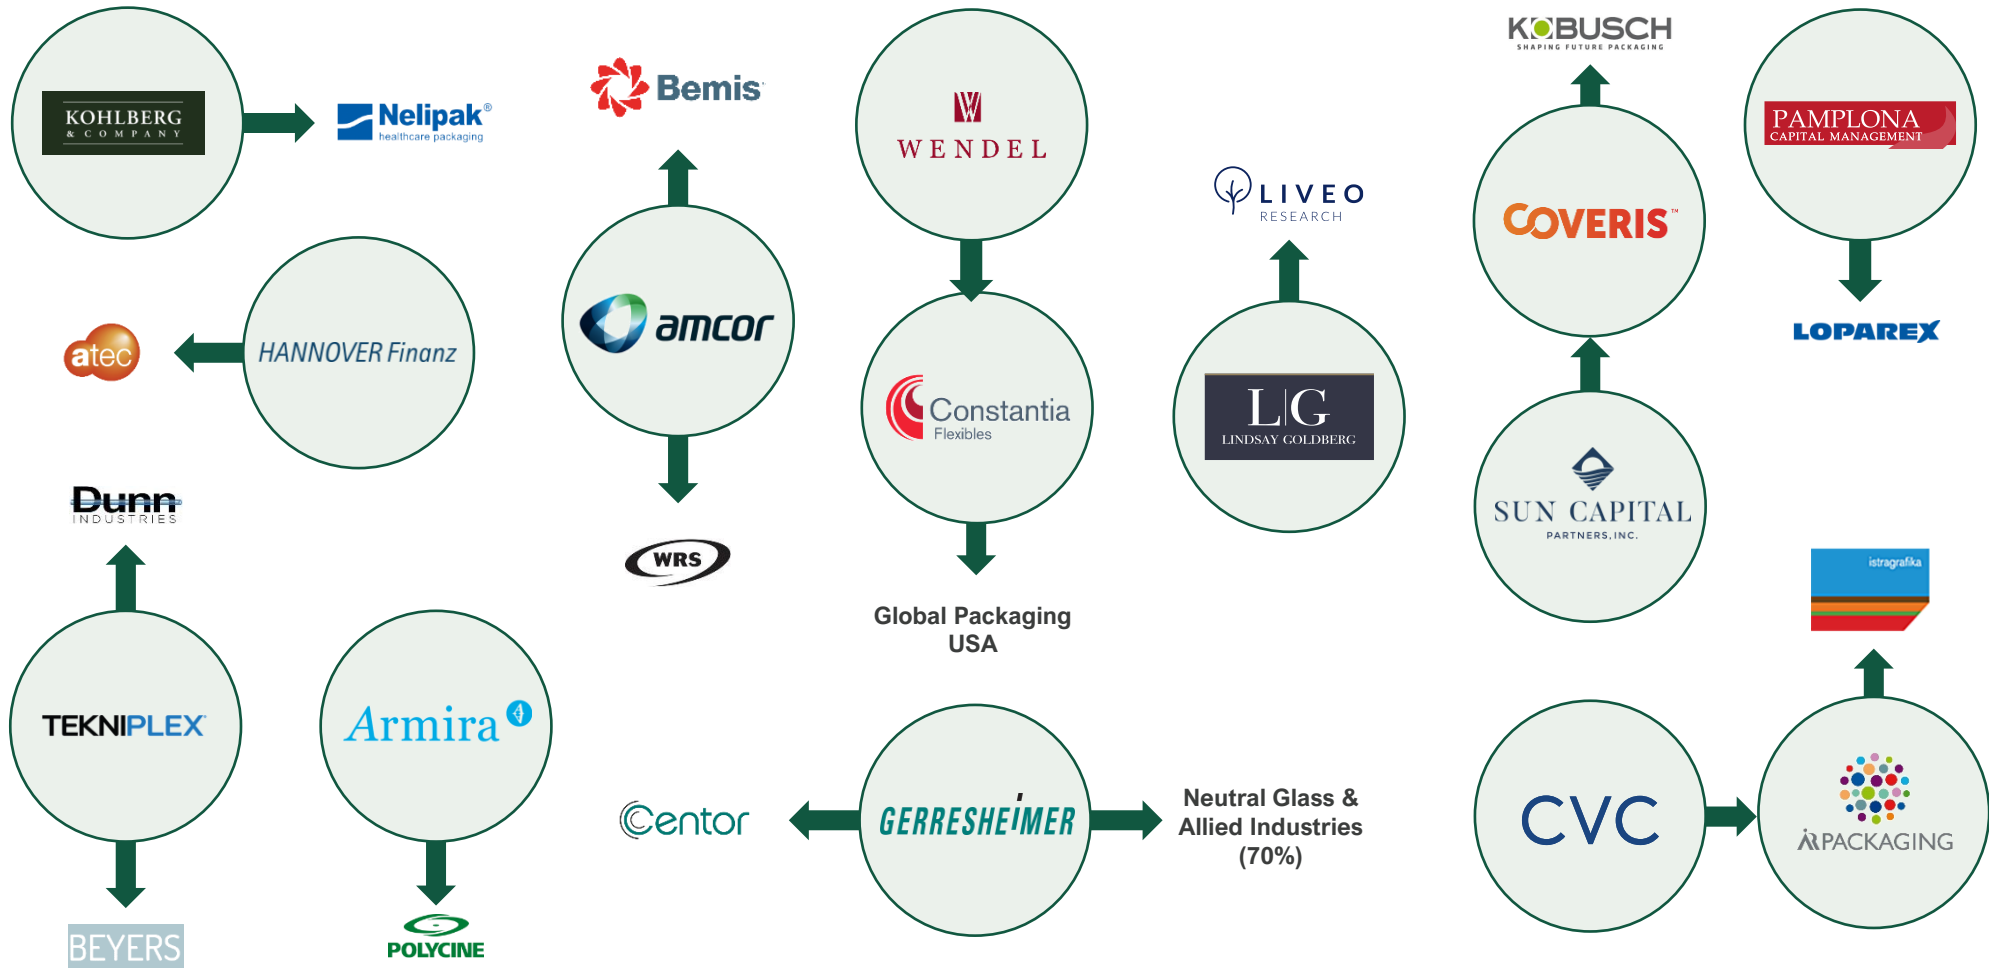 KOHLBERG
& COMPANY
Nelipak®
healthcare packaging
Bemis
WENDEL
LIVEO
RESEARCH
KOBUSCH
SHAPING FUTURE PACKAGING
COVERIS™
PAMPLONA
CAPITAL MANAGEMENT
LOPAREX
atec
HANNOVER Finanz
amcor
Constantia
Flexibles
L|G
LINDSAY GOLDBERG
SUN CAPITAL
PARTNERS, INC.
Dunn
INDUSTRIES
WRS
Global Packaging
USA
istragrafika
TEKNIPLEX
Armira
Centor
GERRESHEIMER
Neutral Glass &
Allied Industries
(70%)
CVC
ARPACKAGING
BEYERS
POLYCINE